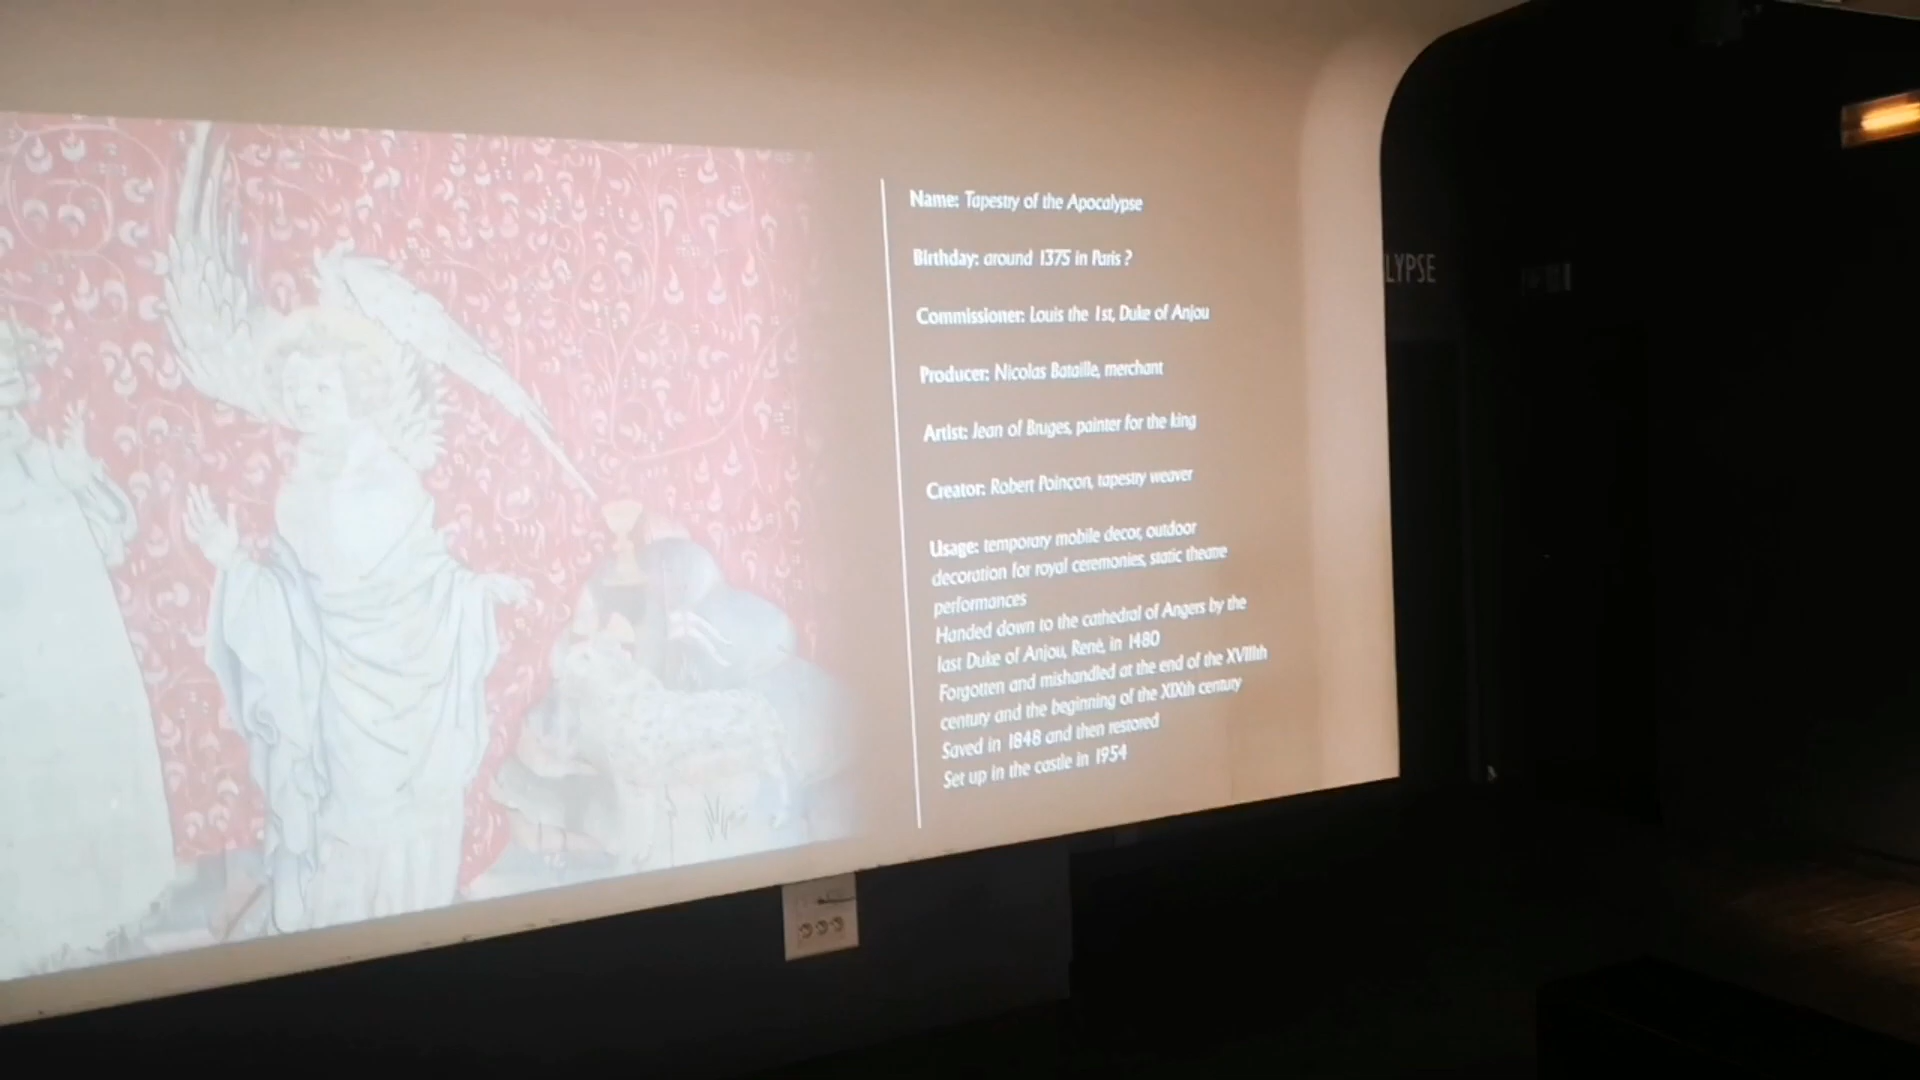 Name: Tapestry of the Apocalypse
Birthday: around 1375 in Paris ?
Commissioner: Louis the 1st, Duke of Anjou
Producer: Nicolas Bataille, merchant
Artist: Jean of Bruges, painter for the king
Creator: Robert Poinçon, tapestry weaver
Usage: temporary mobile decor, outdoor
decoration for royal ceremonies, static theatre
performances
Handed down to the cathedral of Angers by the
last Duke of Anjou, René, in 1480
Forgotten and mishandled at the end of the XVIIIth
century and the beginning of the XIXth century
Saved in 1848 and then restored
Set up in the castle in 1954
LYPSE